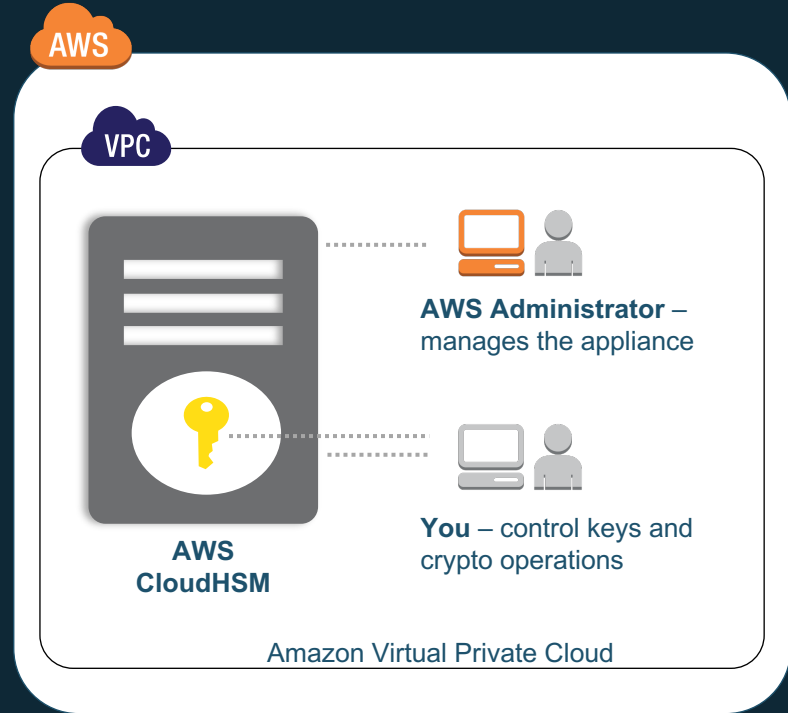 AWS
VPC
AWS Administrator –
manages the appliance
You – control keys and
crypto operations
AWS
CloudHSM
Amazon Virtual Private Cloud